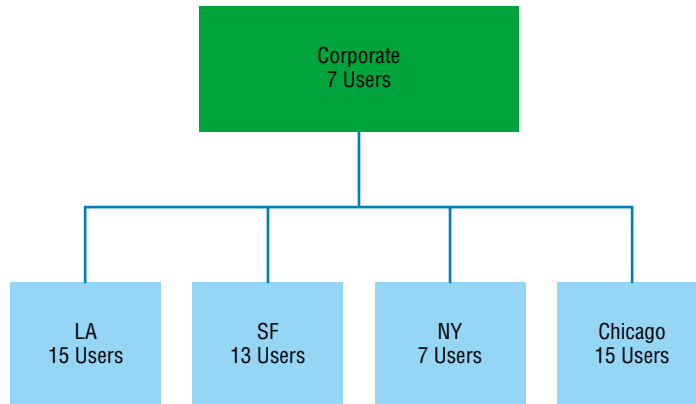 Corporate
7 Users
LA
15 Users
SF
13 Users
NY
7 Users
Chicago
15 Users